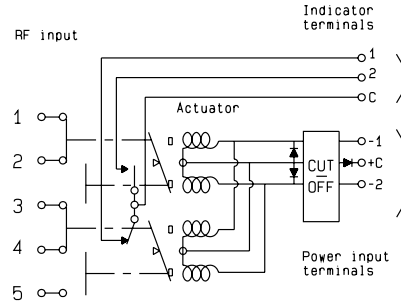 Indicator
terminals
RF input
1
2
C
Actuator
1
2
3
4
5
-1
+C
-2
CUT
OFF
Power input
terminals